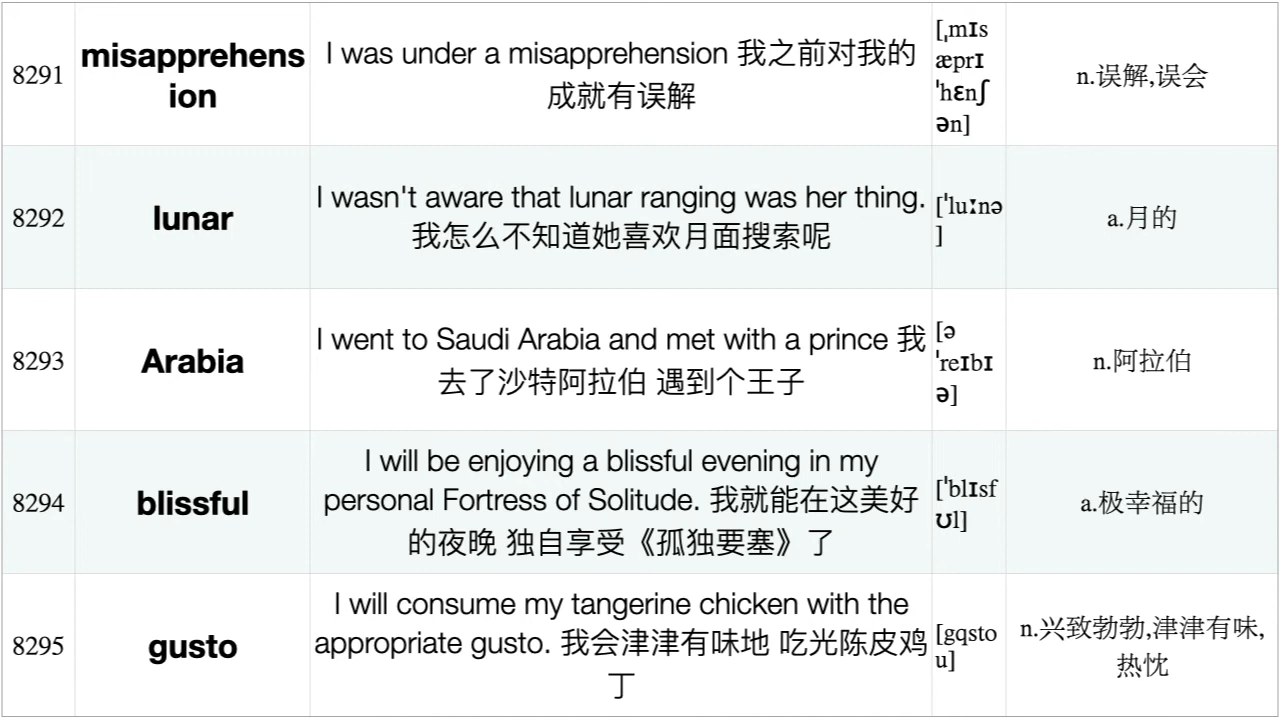 8291
misapprehens
ion
I was under a misapprehension 我之前对我的
成就有误解
[ˌmɪs
æprɪ
ˈhɛnʃ
ən]
n.误解,误会
8292
lunar
I wasn't aware that lunar ranging was her thing.
我怎么不知道她喜欢月面搜索呢
[ˈluːnə
]
a.月的
8293
Arabia
I went to Saudi Arabia and met with a prince 我
去了沙特阿拉伯 遇到个王子
[ə
ˈreɪbɪ
ə]
n.阿拉伯
8294
blissful
I will be enjoying a blissful evening in my
personal Fortress of Solitude. 我就能在这美好
的夜晚 独自享受《孤独要塞》了
[ˈblɪsf
ʊl]
a.极幸福的
8295
gusto
I will consume my tangerine chicken with the
appropriate gusto. 我会津津有味地 吃光陈皮鸡
丁
[gqsto
u]
n.兴致勃勃,津津有味,
热忱